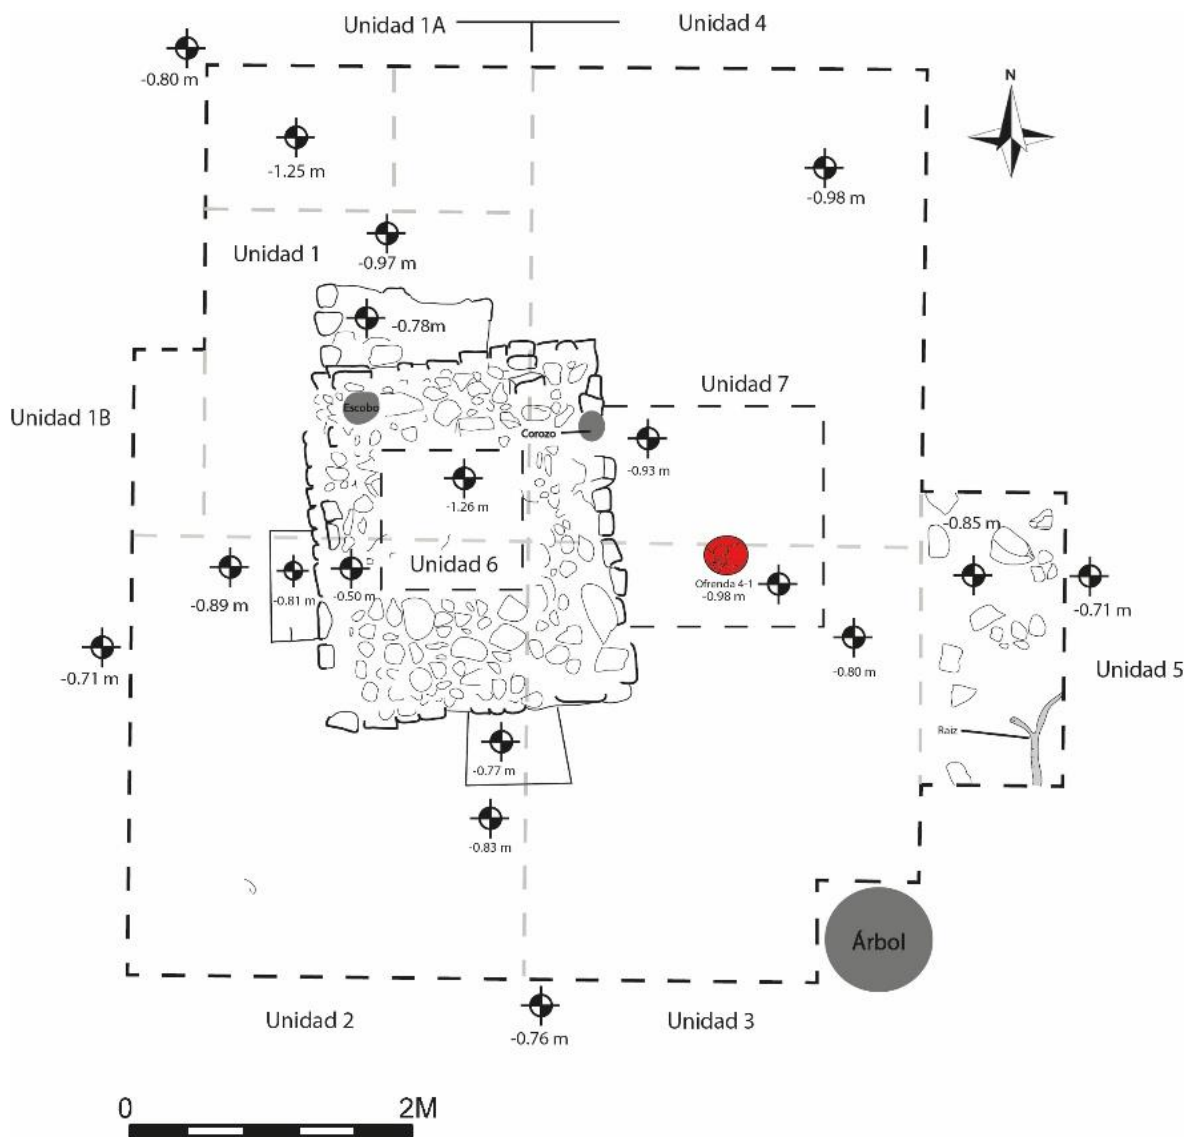 Unidad 1A
Unidad 4
-0.80 m
N
-1.25 m
-0.98 m
Unidad 1
-0.97 m
-0.78m
Unidad 7
Escobo
Unidad 1B
Corozo
-0.93 m
-1.26 m
-0.85 m
Unidad 6
-0.89 m
-0.81 m
-0.50 m
Ofrenda 4-1
-0.98 m
-0.71 m
-0.71 m
-0.80 m
Unidad 5
Raiz
-0.77 m
-0.83 m
Árbol
Unidad 2
Unidad 3
-0.76 m
0
2M